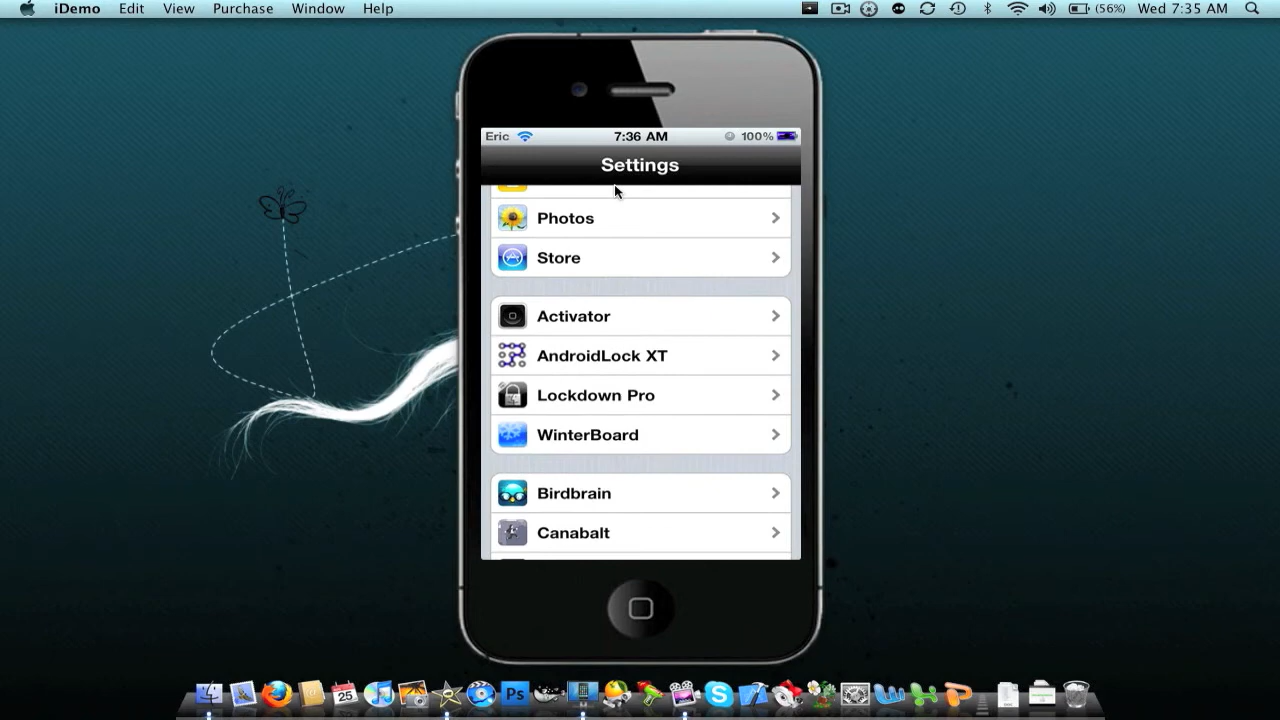 iDemo Edit View Purchase Window Help (56%) Wed 7:35 AM
Eric 7:36 AM 100%
Settings
Photos
Store
Activator
AndroidLock XT
Lockdown Pro
WinterBoard
Birdbrain
Canabalt
25
Ps